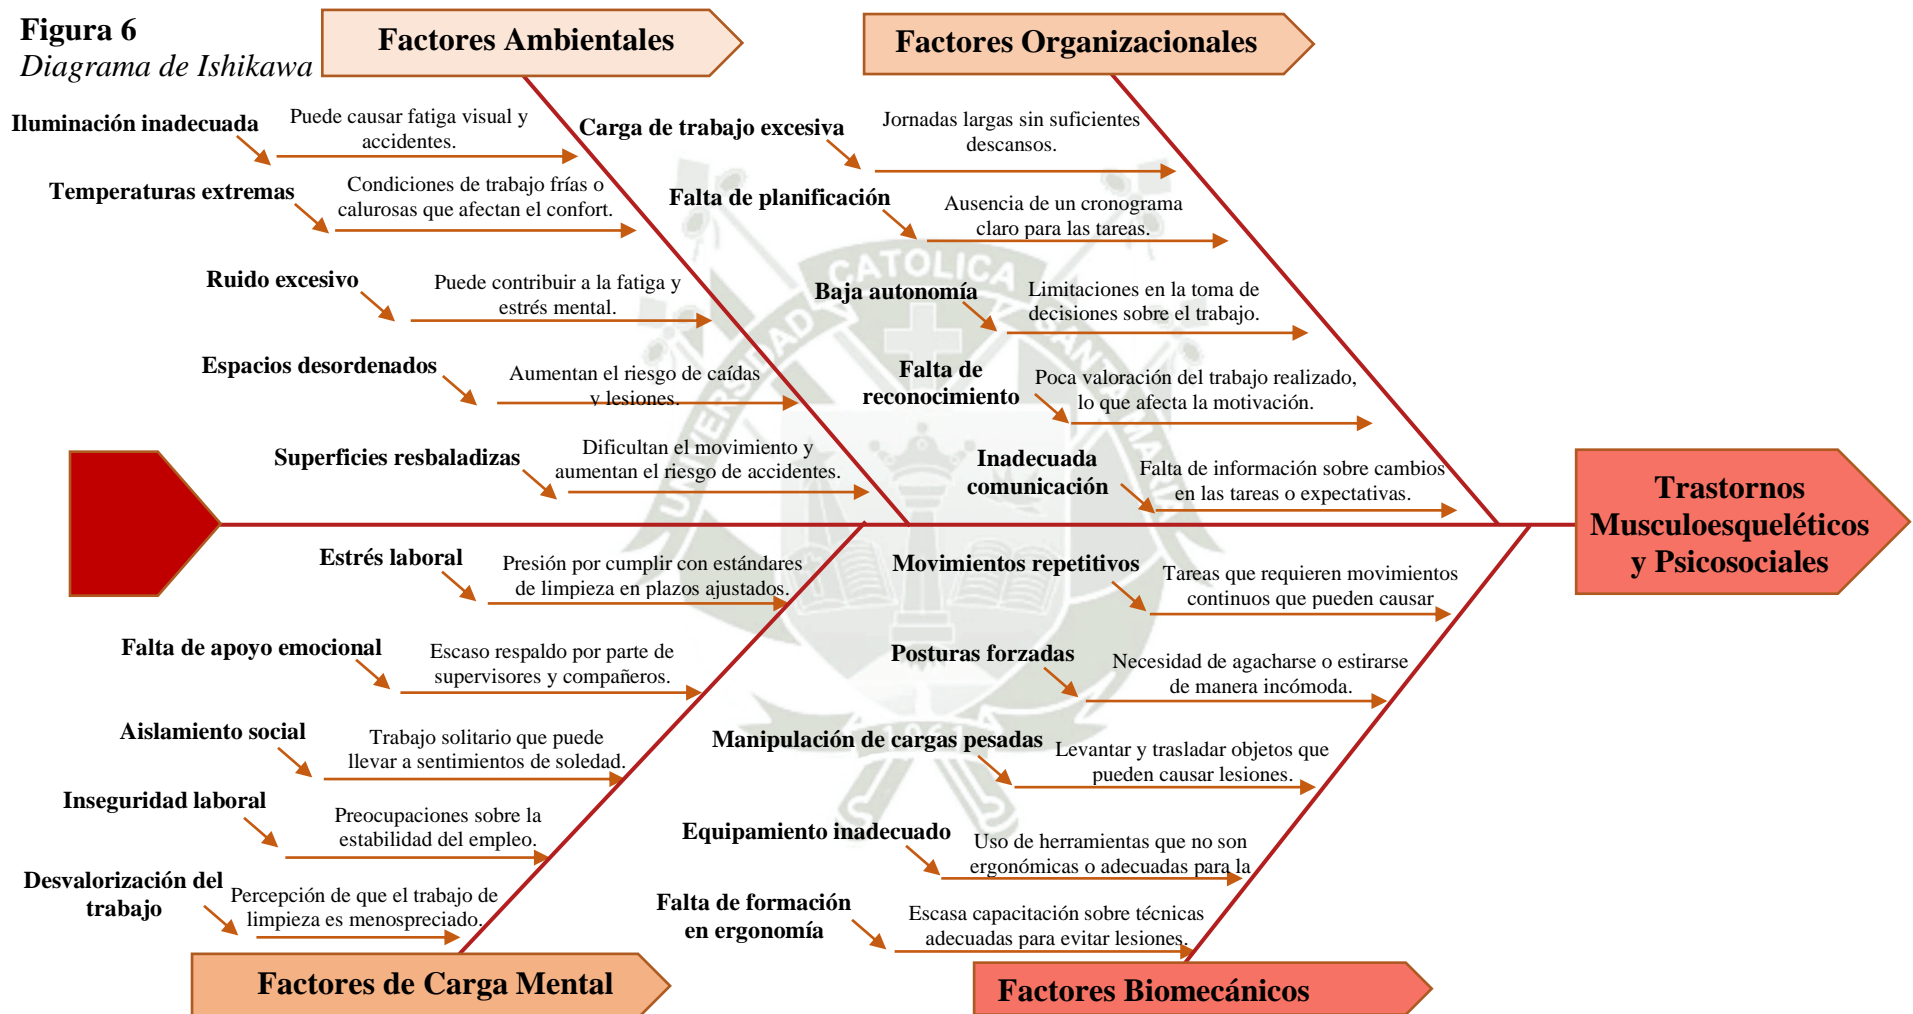 Figura 6
Diagrama de Ishikawa
Factores Ambientales
Iluminación inadecuada
Puede causar fatiga visual y
accidentes.
Temperaturas extremas
Condiciones de trabajo frías o
calurosas que afectan el confort.
Ruido excesivo
Puede contribuir a la fatiga y
estrés mental.
Espacios desordenados
Aumentan el riesgo de caídas
y lesiones.
Superficies resbaladizas
Dificultan el movimiento y
aumentan el riesgo de accidentes.
Factores Organizacionales
Carga de trabajo excesiva
Jornadas largas sin suficientes
descansos.
Falta de planificación
Ausencia de un cronograma
claro para las tareas.
Baja autonomía
Limitaciones en la toma de
decisiones sobre el trabajo.
Falta de
reconocimiento
Poca valoración del trabajo realizado,
lo que afecta la motivación.
Inadecuada
comunicación
Falta de información sobre cambios
en las tareas o expectativas.
Trastornos
Musculoesqueléticos
y Psicosociales
Estrés laboral
Presión por cumplir con estándares
de limpieza en plazos ajustados.
Falta de apoyo emocional
Escaso respaldo por parte de
supervisores y compañeros.
Aislamiento social
Trabajo solitario que puede
llevar a sentimientos de soledad.
Inseguridad laboral
Preocupaciones sobre la
estabilidad del empleo.
Desvalorización del
trabajo
Percepción de que el trabajo de
limpieza es menospreciado.
Factores de Carga Mental
Movimientos repetitivos
Tareas que requieren movimientos
continuos que pueden causar
Posturas forzadas
Necesidad de agacharse o estirarse
de manera incómoda.
Manipulación de cargas pesadas
Levantar y trasladar objetos que
pueden causar lesiones.
Equipamiento inadecuado
Uso de herramientas que no son
ergonómicas o adecuadas para la
Falta de formación
en ergonomía
Escasa capacitación sobre técnicas
adecuadas para evitar lesiones.
Factores Biomecánicos
UNIVERSIDAD CATOLICA SANTA MARIA
1961